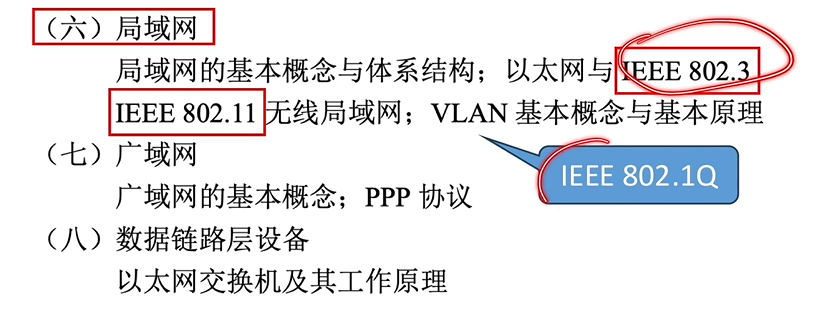 （六）局域网
局域网的基本概念与体系结构；以太网与 IEEE 802.3
IEEE 802.11 无线局域网；VLAN 基本概念与基本原理
（七）广域网
IEEE 802.1Q
广域网的基本概念；PPP 协议
（八）数据链路层设备
以太网交换机及其工作原理